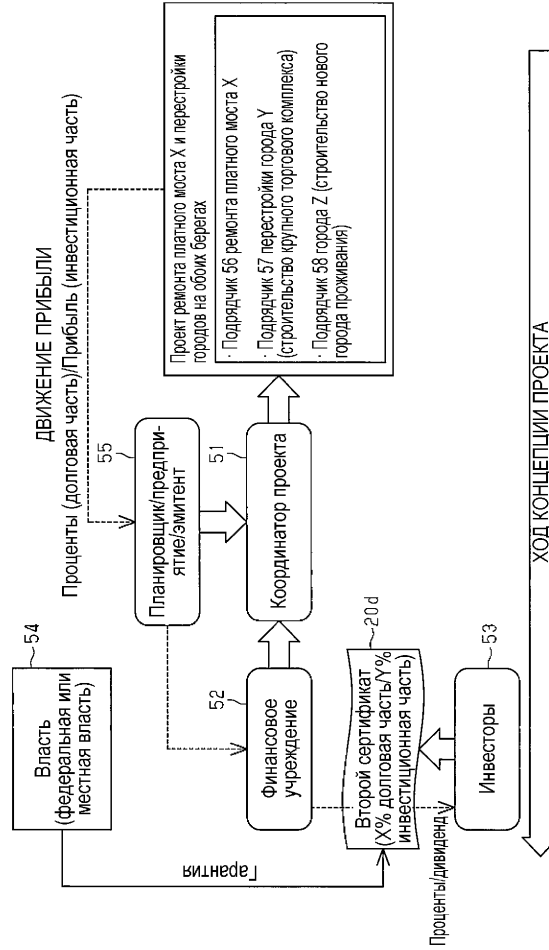 ДВИЖЕНИЕ ПРИБЫЛИ
Проценты (долговая часть)/Прибыль (инвестиционная часть)
54
Власть
(федеральная или
местная власть)
55
Планировщик/предпри-
ятие/эмитент
Проект ремонта платного моста X и перестройки
городов на обоих берегах
· Подрядчик 56 ремонта платного моста X
· Подрядчик 57 перестройки города Y
(строительство крупного торгового комплекса)
· Подрядчик 58 города Z (строительство нового
города проживания)
Гарантия
52
Финансовое
учреждение
51
Координатор проекта
20d
Второй сертификат
(X% долговая часть/Y%
инвестиционная часть)
Проценты/дивиденд
53
Инвесторы
ХОД КОНЦЕПЦИИ ПРОЕКТА